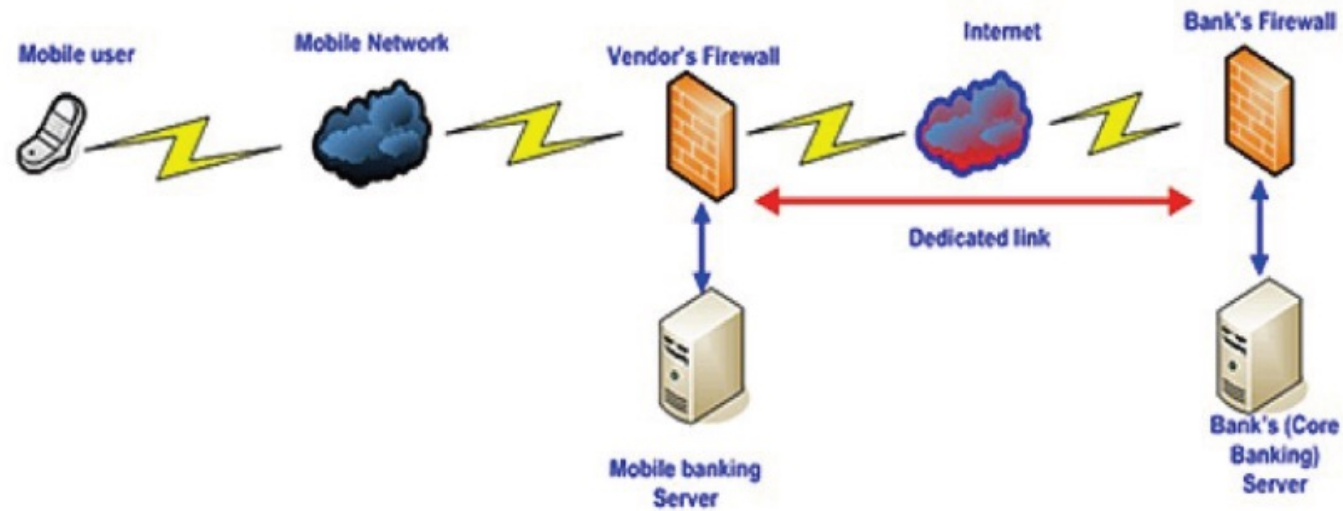 Mobile user
Mobile Network
Vendor's Firewall
Internet
Bank's Firewall
Dedicated link
Mobile banking
Server
Bank's (Core
Banking)
Server